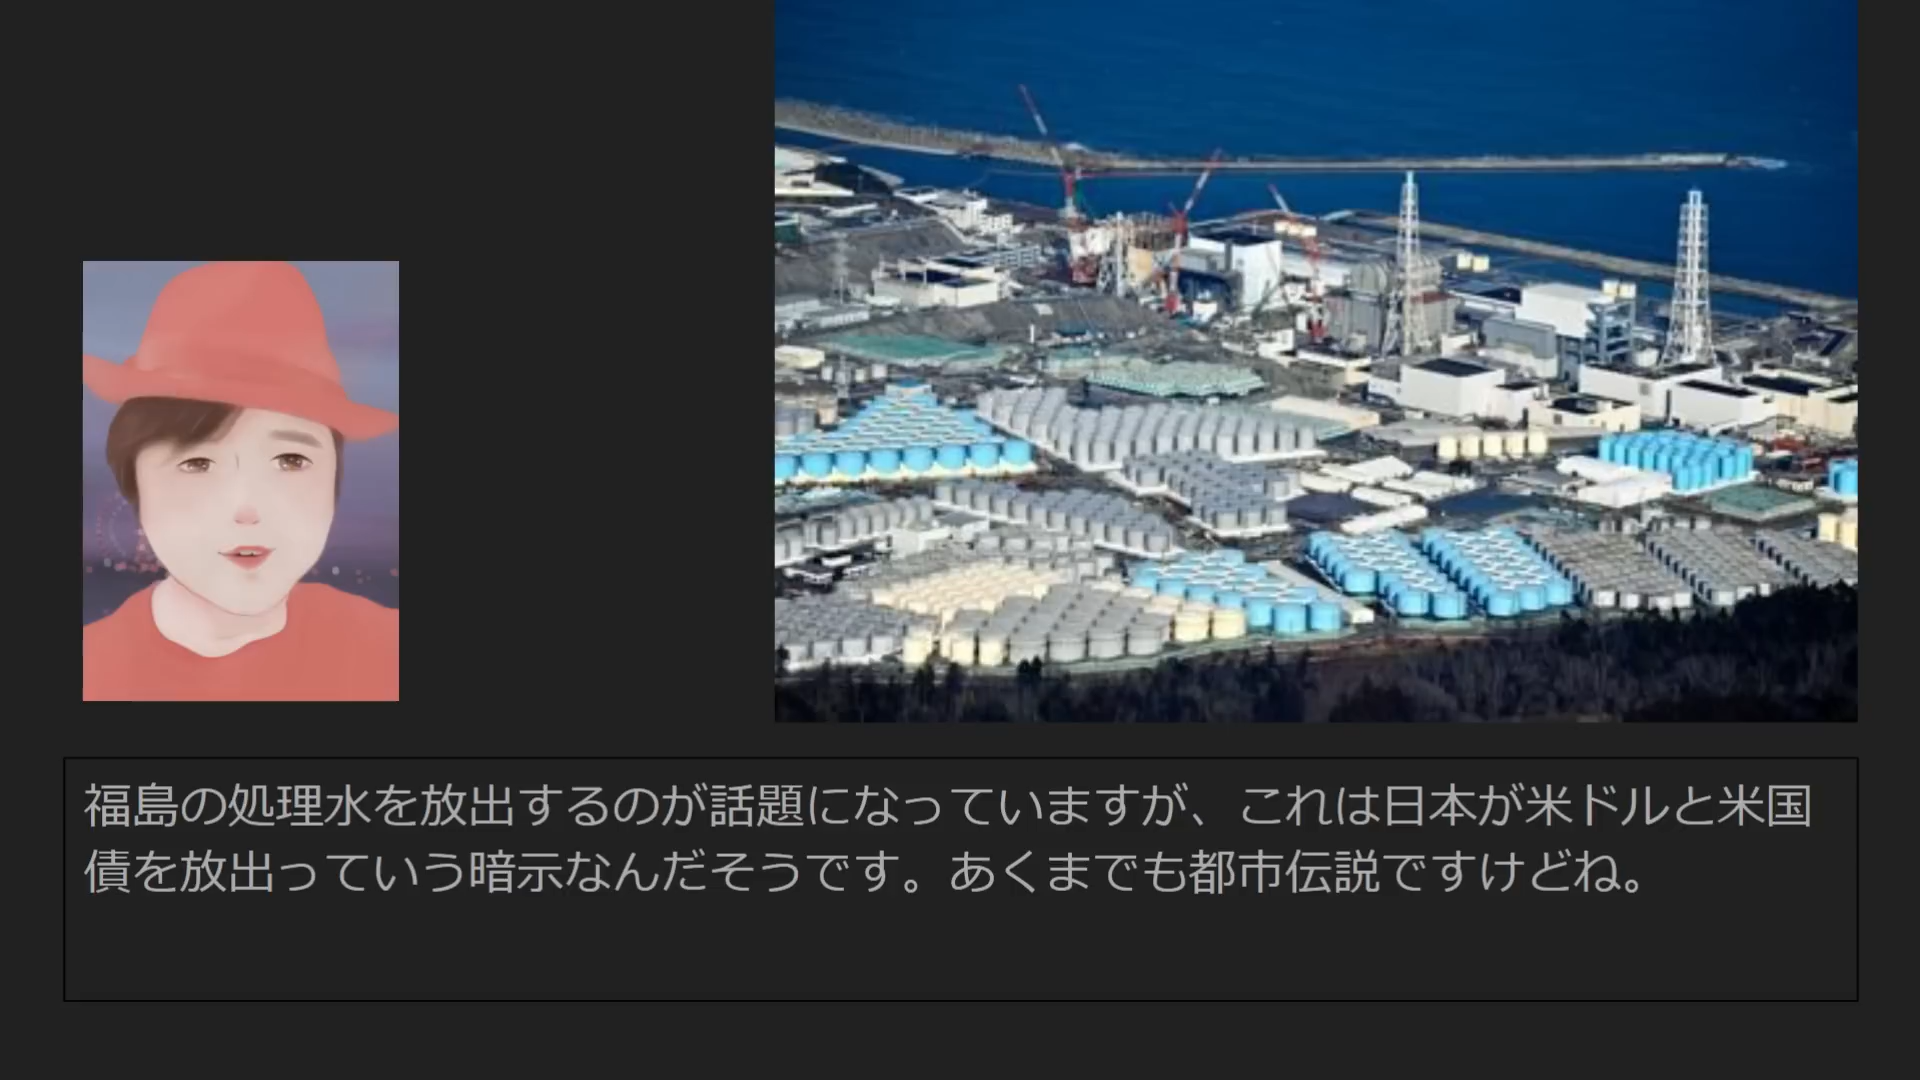 福島の処理水を放出するのが話題になっていますが、これは日本が米ドルと米国
債を放出っていう暗示なんだそうです。あくまでも都市伝説ですけどね。